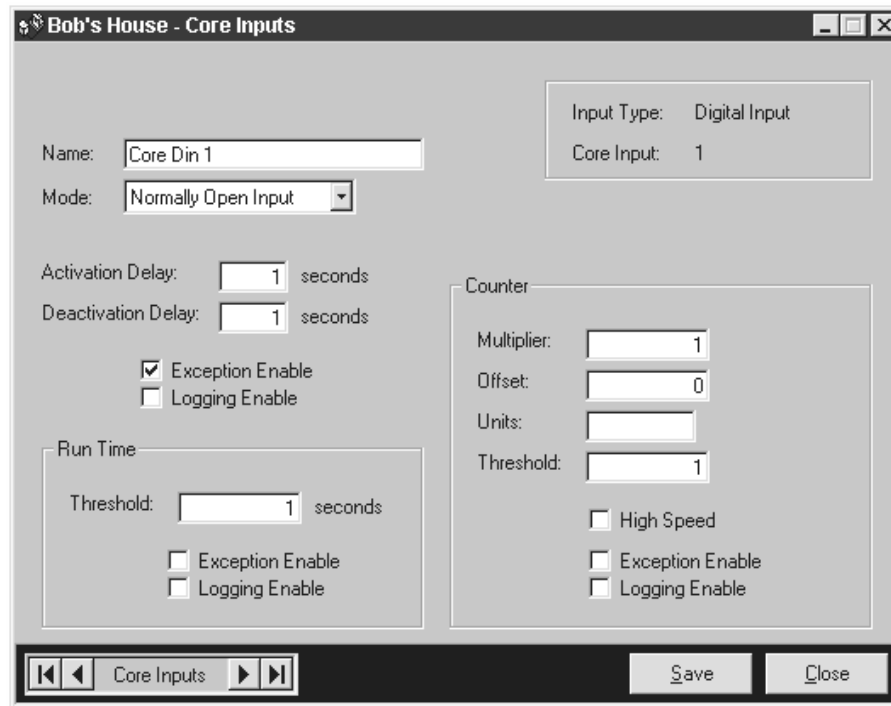 Bob's House - Core Inputs
Input Type: Digital Input
Core Input: 1
Name: Core Din 1
Mode: Normally Open Input
Activation Delay: 1 seconds
Deactivation Delay: 1 seconds
Exception Enable
Logging Enable
Run Time
Threshold: 1 seconds
Exception Enable
Logging Enable
Counter
Multiplier: 1
Offset: 0
Units:
Threshold: 1
High Speed
Exception Enable
Logging Enable
Core Inputs
Save
Close